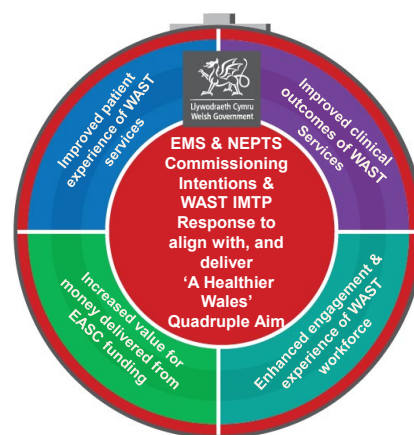 Llywodraeth Cymru
Welsh Government
Improved patient
experience of WAST
services
Improved clinical
outcomes of WAST
Services
EMS & NEPTS
Commissioning
Intentions &
WAST IMTP
Response to
align with, and
deliver
‘A Healthier
Wales’
Quadruple Aim
Increased value for
money delivered from
EASC funding
Enhanced engagement &
experience of WAST
workforce